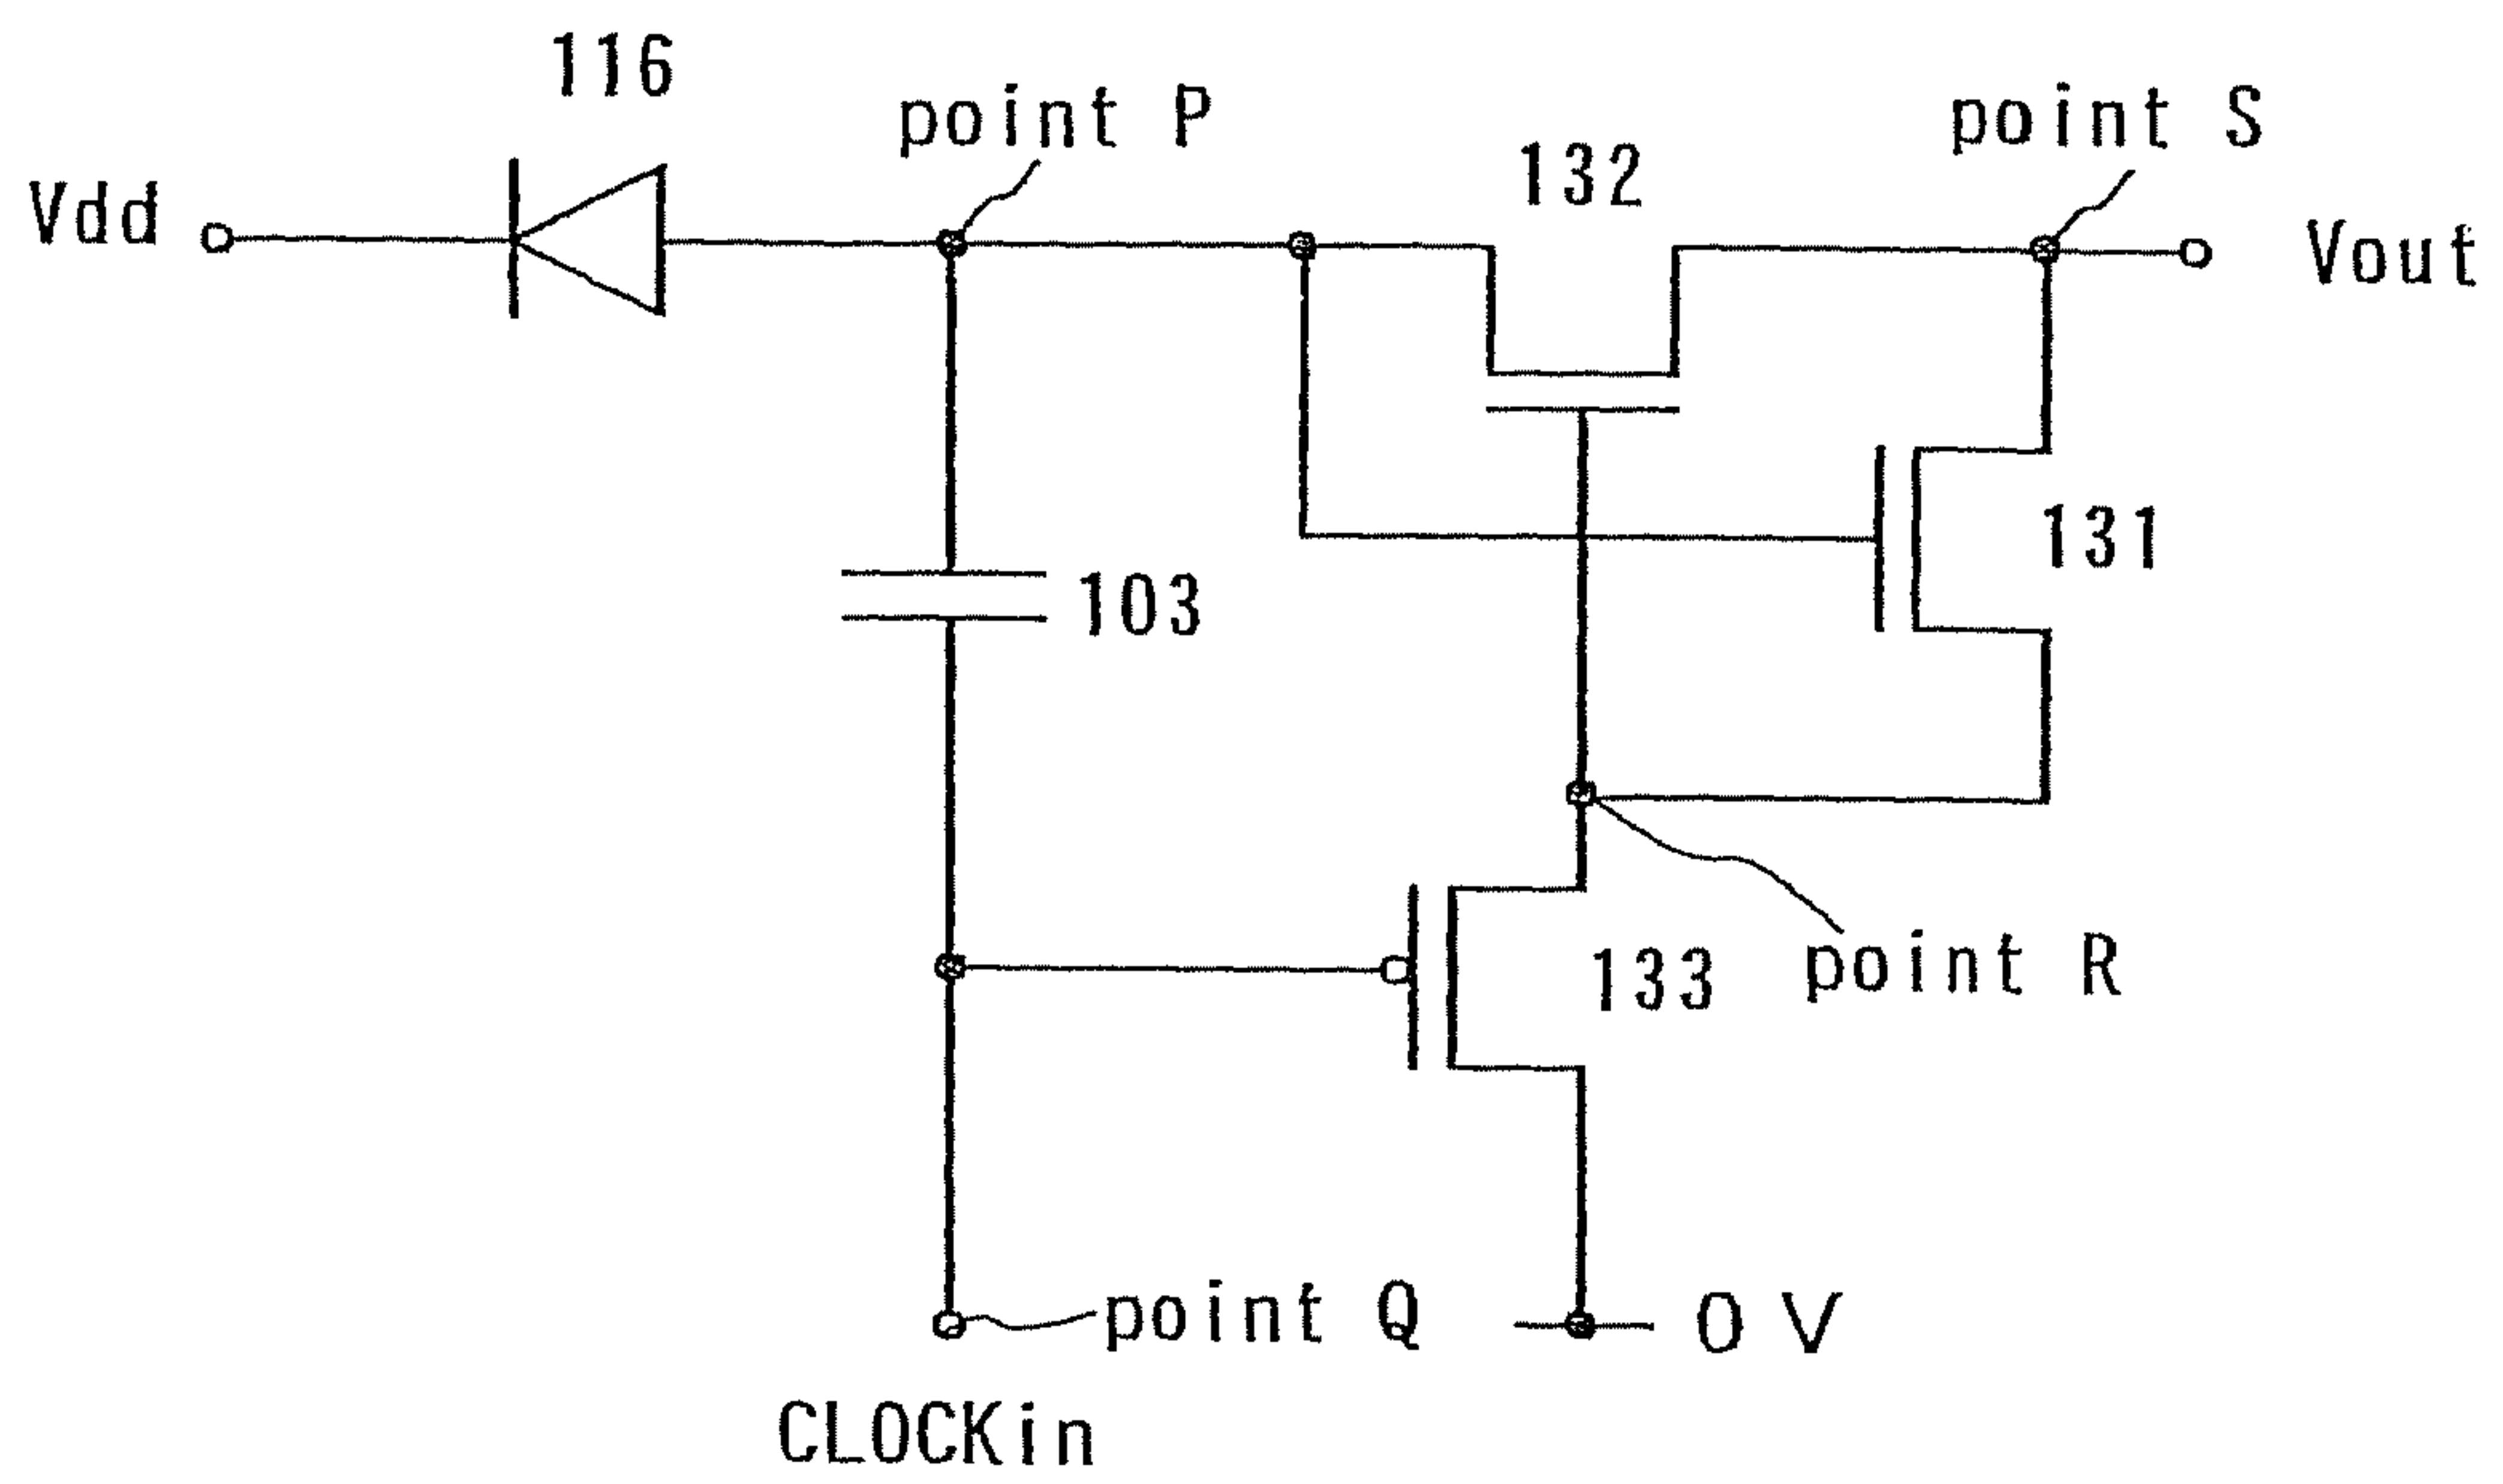 116
point P
point S
132
Vdd
Vout
131
103
133
point R
point Q
0 V
CLOCKin